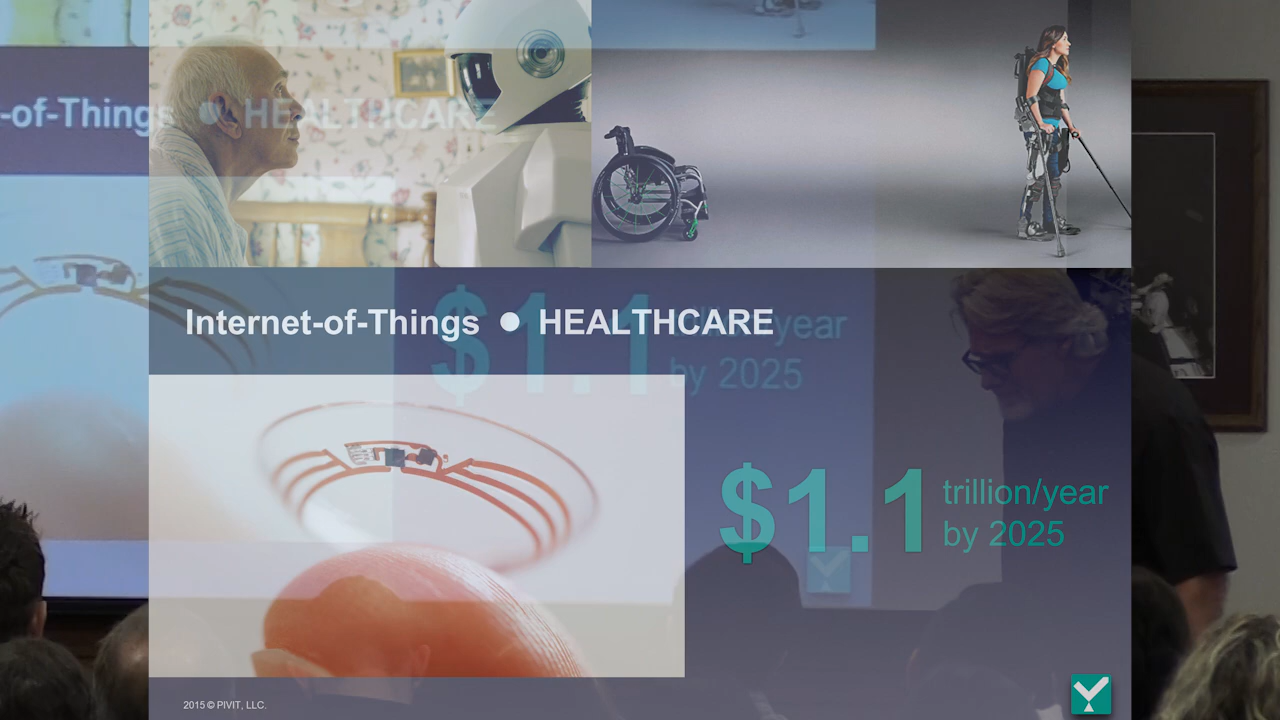 -of-Things ● HEALTHCARE
Internet-of-Things ● HEALTHCARE
$1.1
/year
by 2025
$1.1 trillion/year
by 2025
2015 © PIVIT, LLC.